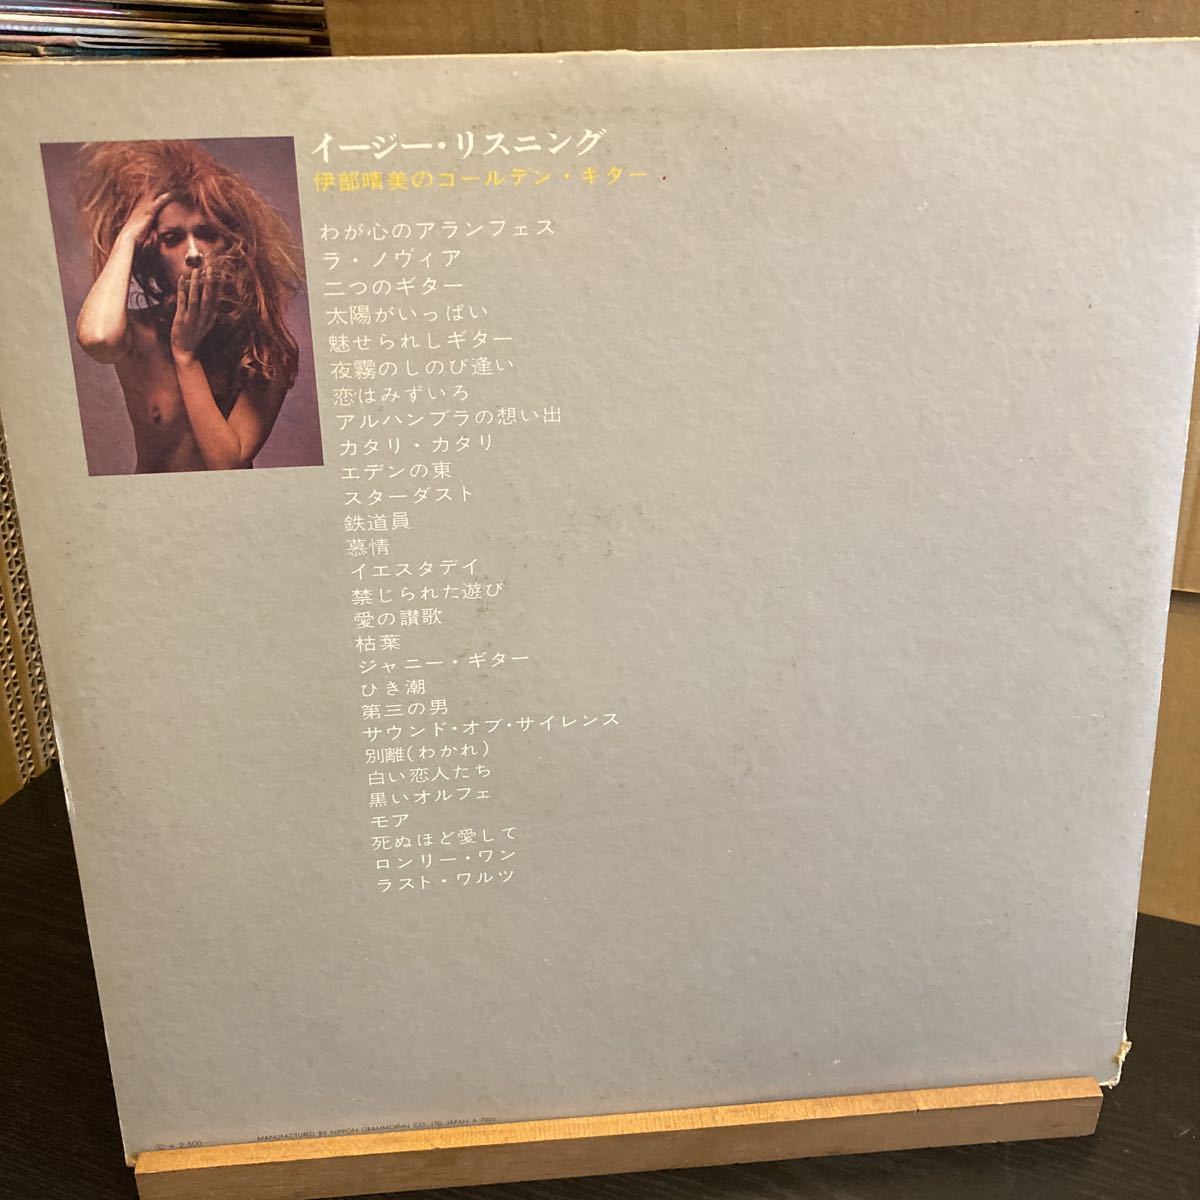 イージー・リスニング
伊部晴美のゴールデン・ギター
わが心のアランフェス
ラ・ノヴィア
二つのギター
太陽がいっぱい
魅せられしギター
夜霧のしのび逢い
恋はみずいろ
アルハンブラの想い出
カタリ・カタリ
エデンの東
スターダスト
鉄道員
慕情
イエスタデイ
禁じられた遊び
愛の讃歌
枯葉
ジャニー・ギター
ひき潮
第三の男
サウンド・オブ・サイレンス
別離(わかれ)
白い恋人たち
黒いオルフェ
モア
死ぬほど愛して
ロンリー・ワン
ラスト・ワルツ
¥2,500
MANUFACTURED BY NIPPON GRAMMOPHN CO., LTD. JAPAN A 7003